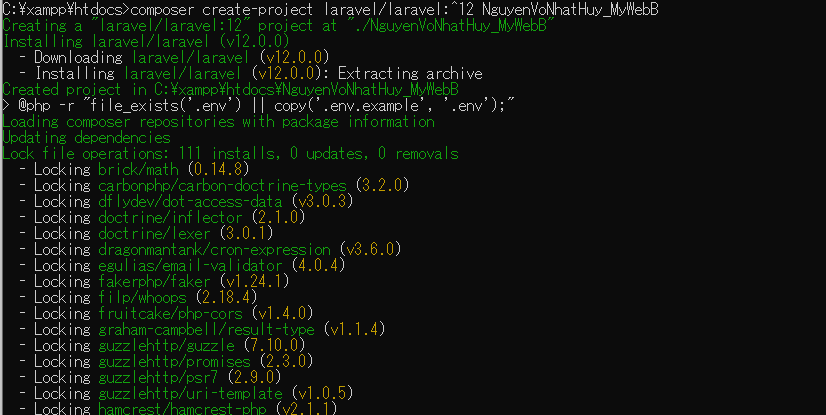 C:¥xampp¥htdocs>composer create-project laravel/laravel:^12 NguyenVoNhatHuy_MyWebB
Creating a "laravel/laravel:12" project at "./NguyenVoNhatHuy_MyWebB"
Installing laravel/laravel (v12.0.0)
- Downloading laravel/laravel (v12.0.0)
- Installing laravel/laravel (v12.0.0): Extracting archive
Created project in C:¥xampp¥htdocs¥NguyenVoNhatHuy_MyWebB
> @php -r "file_exists('.env') || copy('.env.example', '.env');"
Loading composer repositories with package information
Updating dependencies
Lock file operations: 111 installs, 0 updates, 0 removals
- Locking brick/math (0.14.8)
- Locking carbonphp/carbon-doctrine-types (3.2.0)
- Locking dflydev/dot-access-data (v3.0.3)
- Locking doctrine/inflector (2.1.0)
- Locking doctrine/lexer (3.0.1)
- Locking dragonmantank/cron-expression (v3.6.0)
- Locking egulias/email-validator (4.0.4)
- Locking fakerphp/faker (v1.24.1)
- Locking filp/whoops (2.18.4)
- Locking fruitcake/php-cors (v1.4.0)
- Locking graham-campbell/result-type (v1.1.4)
- Locking guzzlehttp/guzzle (7.10.0)
- Locking guzzlehttp/promises (2.3.0)
- Locking guzzlehttp/psr7 (2.9.0)
- Locking guzzlehttp/uri-template (v1.0.5)
- Locking hamcrest/hamcrest-php (v2.1.1)